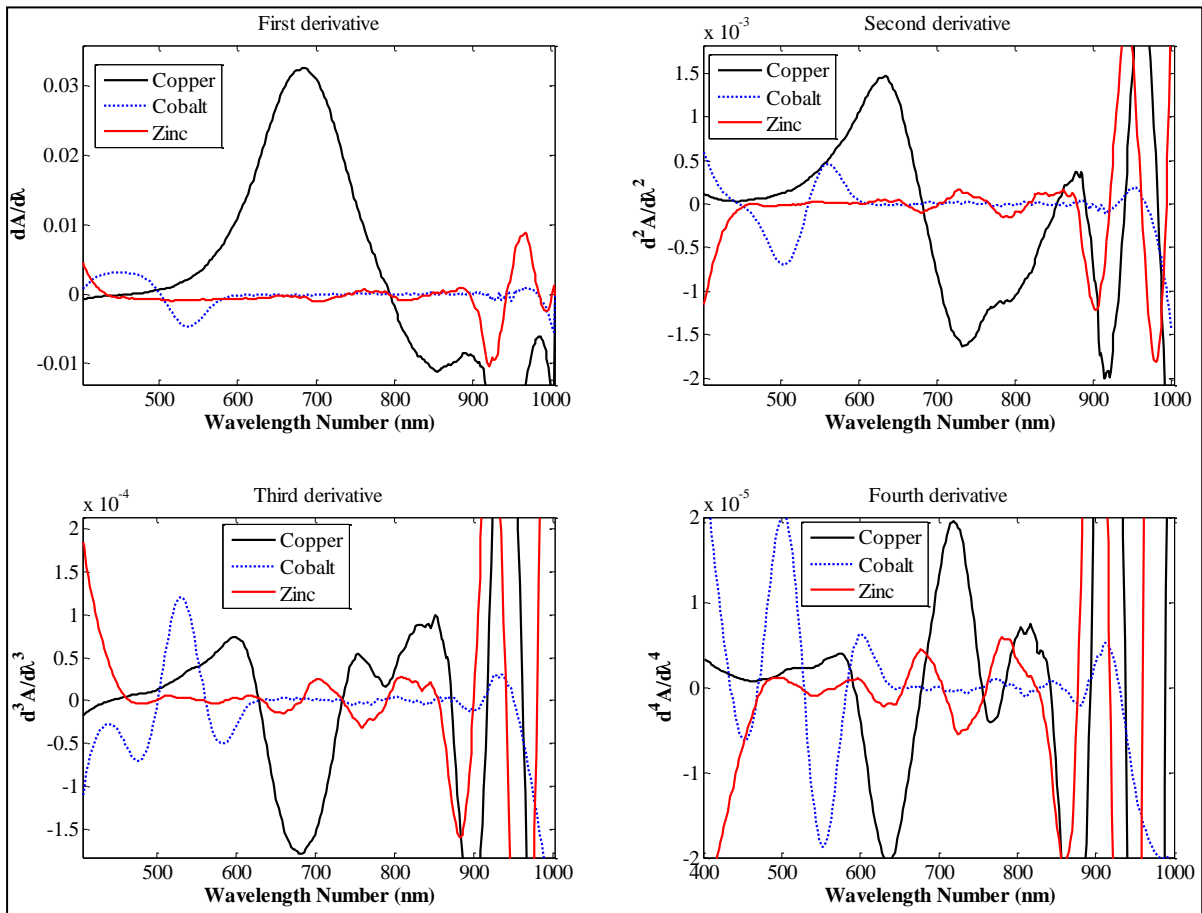 First derivative
0.03
0.02
0.01
0
-0.01
dA/dλ
Copper
Cobalt
Zinc
500 600 700 800 900 1000
Wavelength Number (nm)
x 10-3
Second derivative
1.5
1
0.5
0
-0.5
-1
-1.5
-2
d2A/dλ2
Copper
Cobalt
Zinc
400 500 600 700 800 900 1000
Wavelength Number (nm)
x 10-4
Third derivative
2
1.5
1
0.5
0
-0.5
-1
-1.5
d3A/dλ3
Copper
Cobalt
Zinc
500 600 700 800 900 1000
Wavelength Number (nm)
x 10-5
Fourth derivative
2
1
0
-1
-2
d4A/dλ4
Copper
Cobalt
Zinc
400 500 600 700 800 900 1000
Wavelength Number (nm)